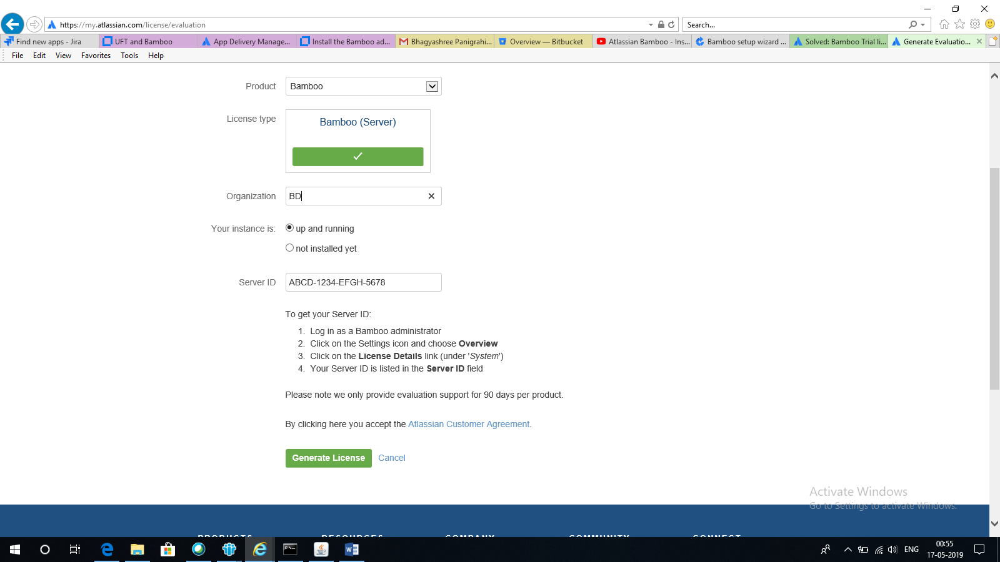 https://my.atlassian.com/license/evaluation
Search...
Find new apps - Jira
UFT and Bamboo
App Delivery Manage...
Install the Bamboo ad...
Bhagyashree Panigrahi...
Overview — Bitbucket
Atlassian Bamboo - Ins...
Bamboo setup wizard ...
Solved: Bamboo Trial li...
Generate Evaluatio...
File Edit View Favorites Tools Help
Product Bamboo
License type Bamboo (Server)
Organization BD
Your instance is: up and running
not installed yet
Server ID ABCD-1234-EFGH-5678
To get your Server ID:
1. Log in as a Bamboo administrator
2. Click on the Settings icon and choose Overview
3. Click on the License Details link (under 'System')
4. Your Server ID is listed in the Server ID field
Please note we only provide evaluation support for 90 days per product.
By clicking here you accept the Atlassian Customer Agreement.
Generate License Cancel
Activate Windows
Go to Settings to activate Windows.
PRODUCTS RESOURCES COMPANY COMMUNITY CONNECT
ENG
00:55
17-05-2019